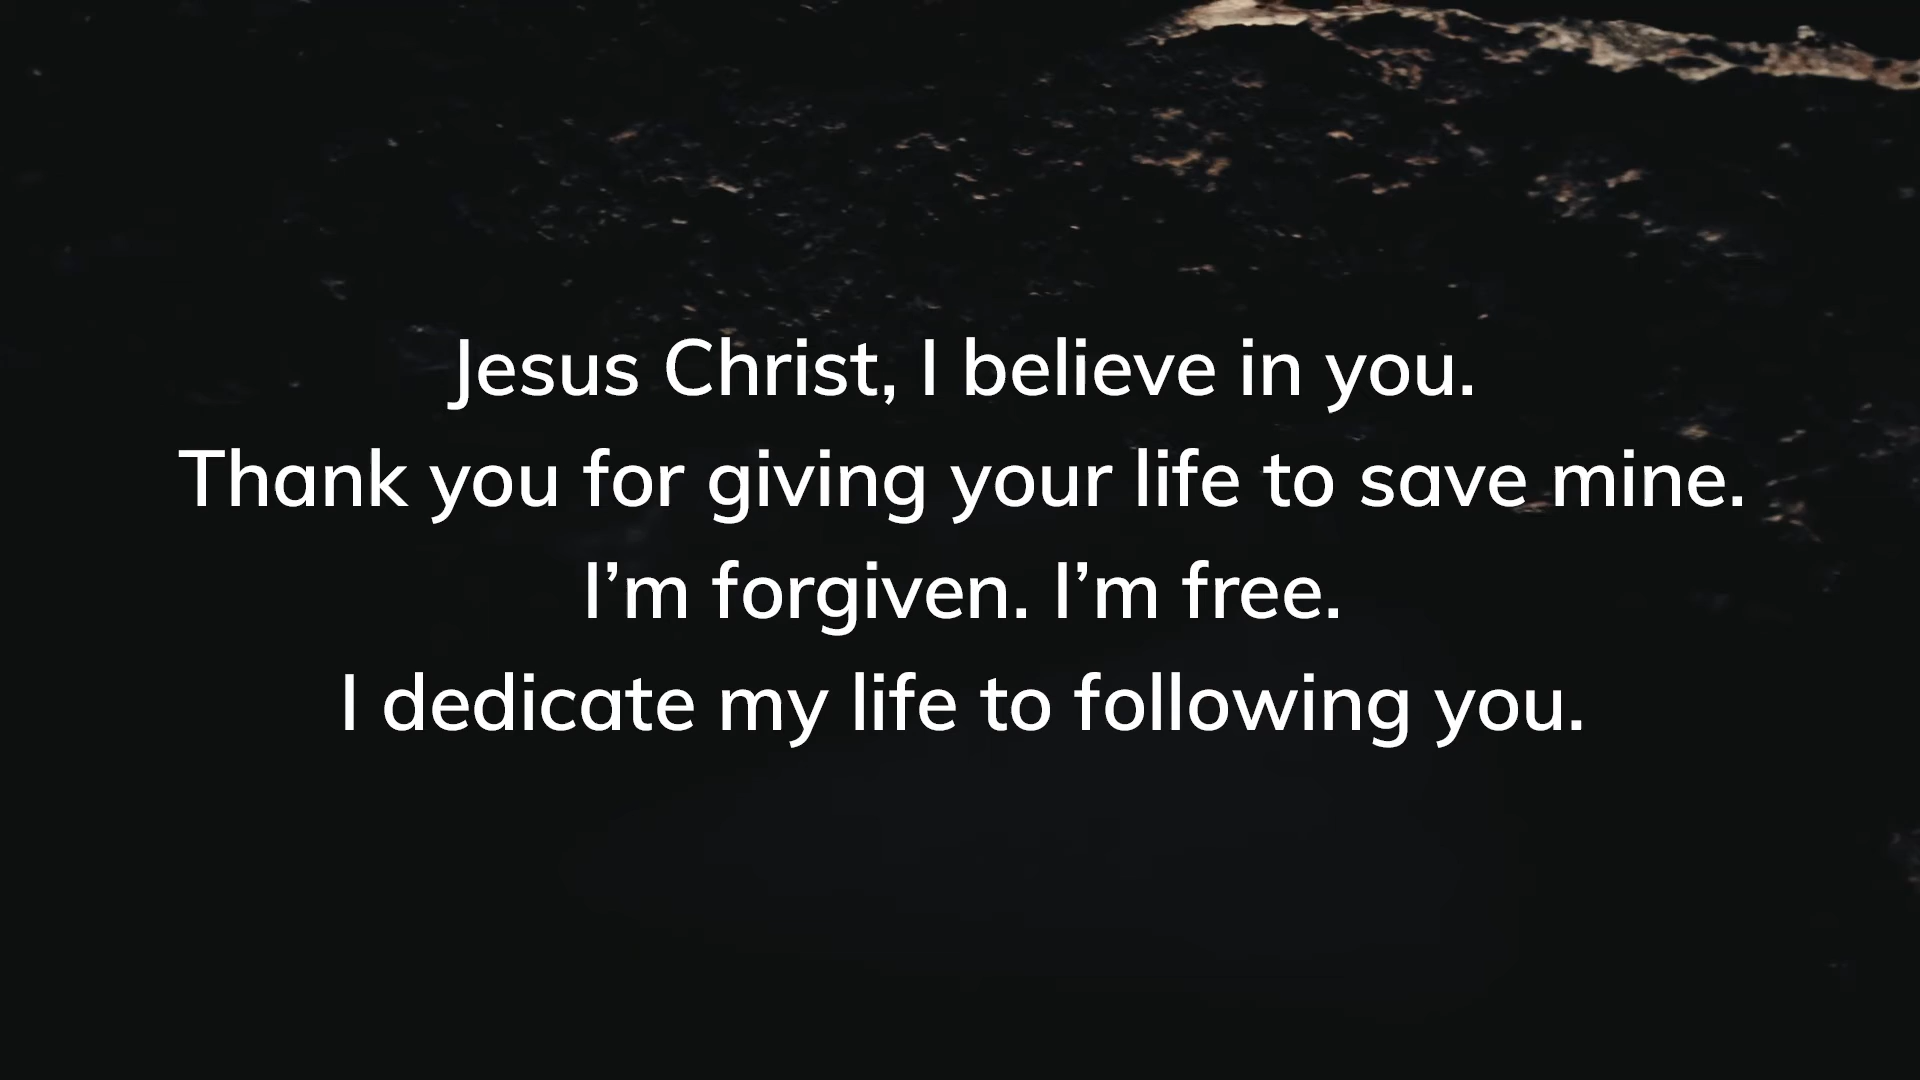 Jesus Christ, I believe in you.
Thank you for giving your life to save mine.
I’m forgiven. I’m free.
I dedicate my life to following you.